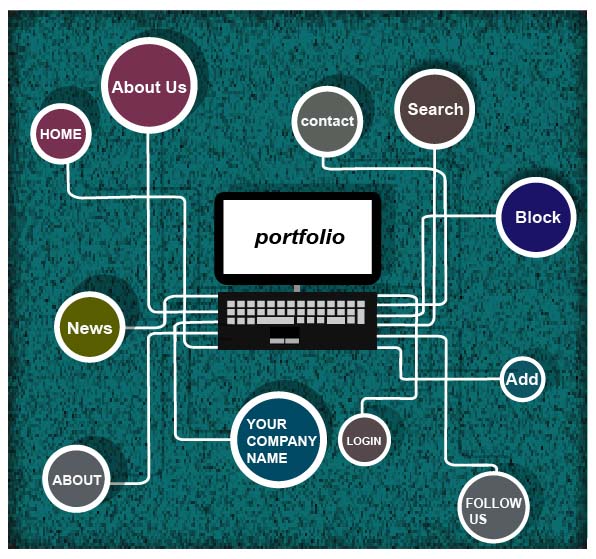 About Us
HOME
contact
Search
Block
portfolio
News
Add
YOUR
COMPANY
NAME
LOGIN
ABOUT
FOLLOW
US